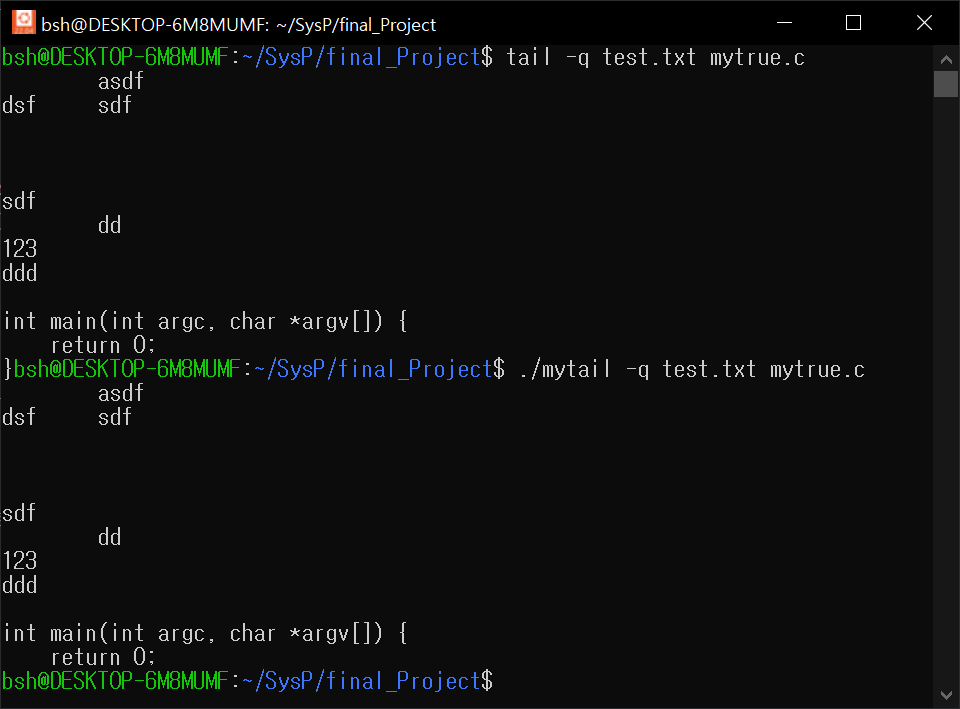 bsh@DESKTOP-6M8MUMF: ~/SysP/final_Project
bsh@DESKTOP-6M8MUMF:~/SysP/final_Project$ tail -q test.txt mytrue.c
        asdf
dsf     sdf
sdf
        dd
123
ddd
int main(int argc, char *argv[]) {
    return 0;
}bsh@DESKTOP-6M8MUMF:~/SysP/final_Project$ ./mytail -q test.txt mytrue.c
        asdf
dsf     sdf
sdf
        dd
123
ddd
int main(int argc, char *argv[]) {
    return 0;
bsh@DESKTOP-6M8MUMF:~/SysP/final_Project$